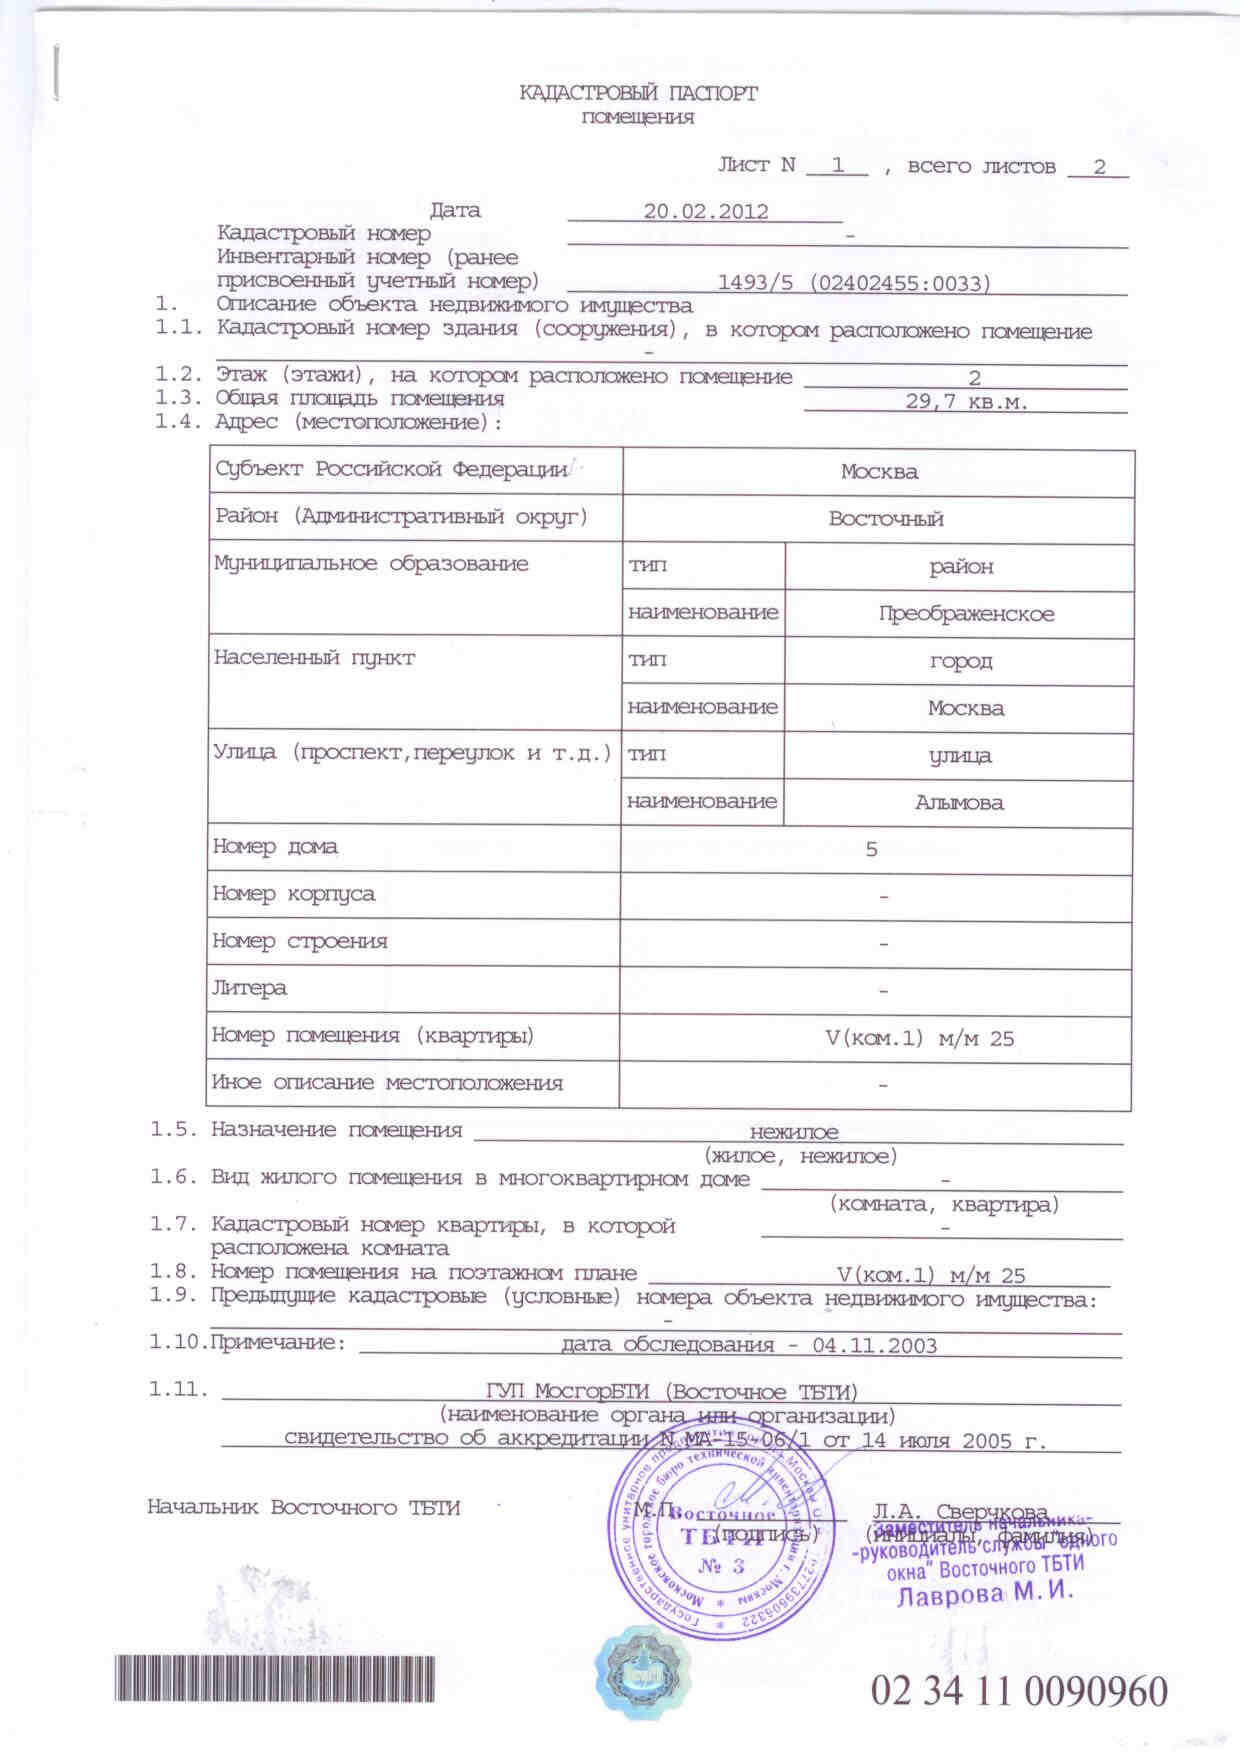 КАДАСТРОВЫЙ ПАСПОРТ
помещения
Лист N 1 , всего листов 2
Дата 20.02.2012
Кадастровый номер -
Инвентарный номер (ранее
присвоенный учетный номер) 1493/5 (02402455:0033)
1. Описание объекта недвижимого имущества
1.1. Кадастровый номер здания (сооружения), в котором расположено помещение
-
1.2. Этаж (этажи), на котором расположено помещение 2
1.3. Общая площадь помещения 29,7 кв.м.
1.4. Адрес (местоположение):
Субъект Российской Федерации Москва
Район (Административный округ) Восточный
Муниципальное образование тип район
наименование Преображенское
Населенный пункт тип город
наименование Москва
Улица (проспект,переулок и т.д.) тип улица
наименование Алымова
Номер дома 5
Номер корпуса -
Номер строения -
Литера -
Номер помещения (квартиры) V(ком.1) м/м 25
Иное описание местоположения -
1.5. Назначение помещения нежилое
(жилое, нежилое)
1.6. Вид жилого помещения в многоквартирном доме -
(комната, квартира)
1.7. Кадастровый номер квартиры, в которой -
расположена комната
1.8. Номер помещения на поэтажном плане V(ком.1) м/м 25
1.9. Предыдущие кадастровые (условные) номера объекта недвижимого имущества:
-
1.10.Примечание: дата обследования - 04.11.2003
1.11. ГУП МосгорБТИ (Восточное ТБТИ)
(наименование органа или организации)
свидетельство об аккредитации N МА-15-06/1 от 14 июля 2005 г.
Начальник Восточного ТБТИ М.П. Л.А. Сверчкова
(подпись) (инициалы, фамилия)
Заместитель начальника-
-руководитель службы "одного
окна" Восточного ТБТИ
Лаврова М.И.
Московское городское бюро технической инвентаризации г. Москвы
Восточное
ТБТИ
№ 3
02 34 11 0090960